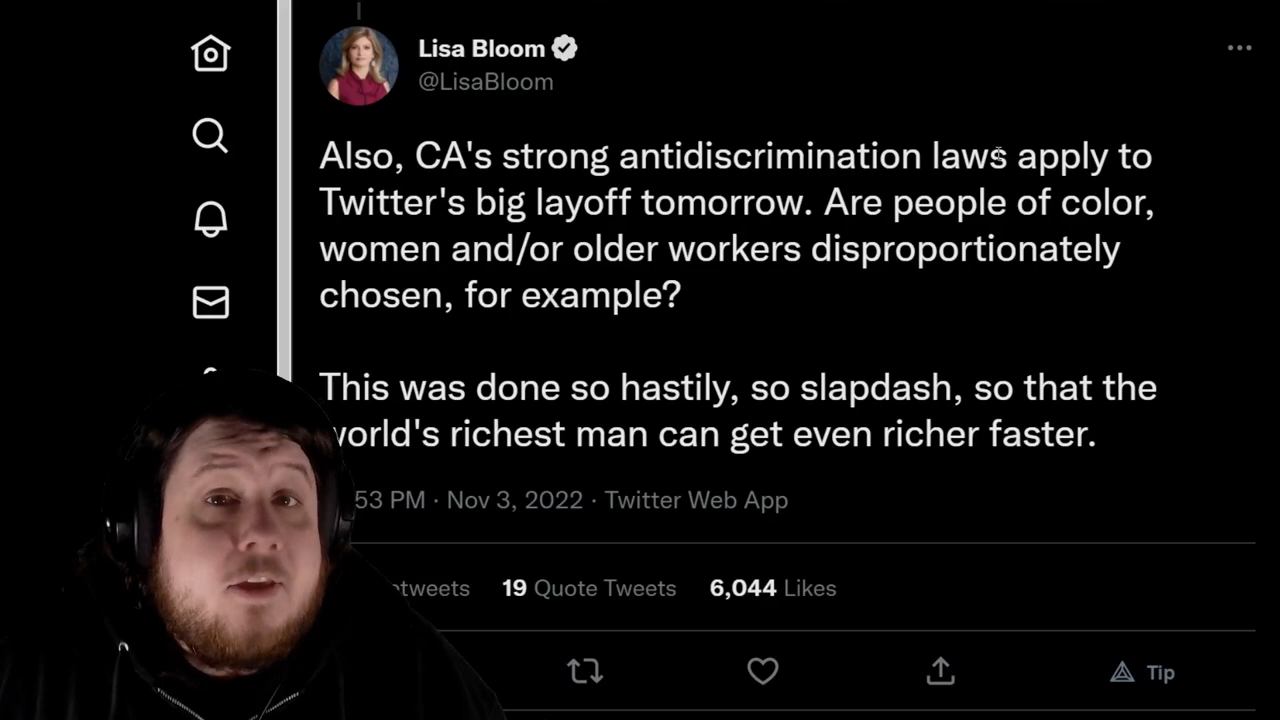 Lisa Bloom
@LisaBloom
Also, CA's strong antidiscrimination laws apply to
Twitter's big layoff tomorrow. Are people of color,
women and/or older workers disproportionately
chosen, for example?
This was done so hastily, so slapdash, so that the
world's richest man can get even richer faster.
53 PM · Nov 3, 2022 · Twitter Web App
etweets 19 Quote Tweets 6,044 Likes
Tip